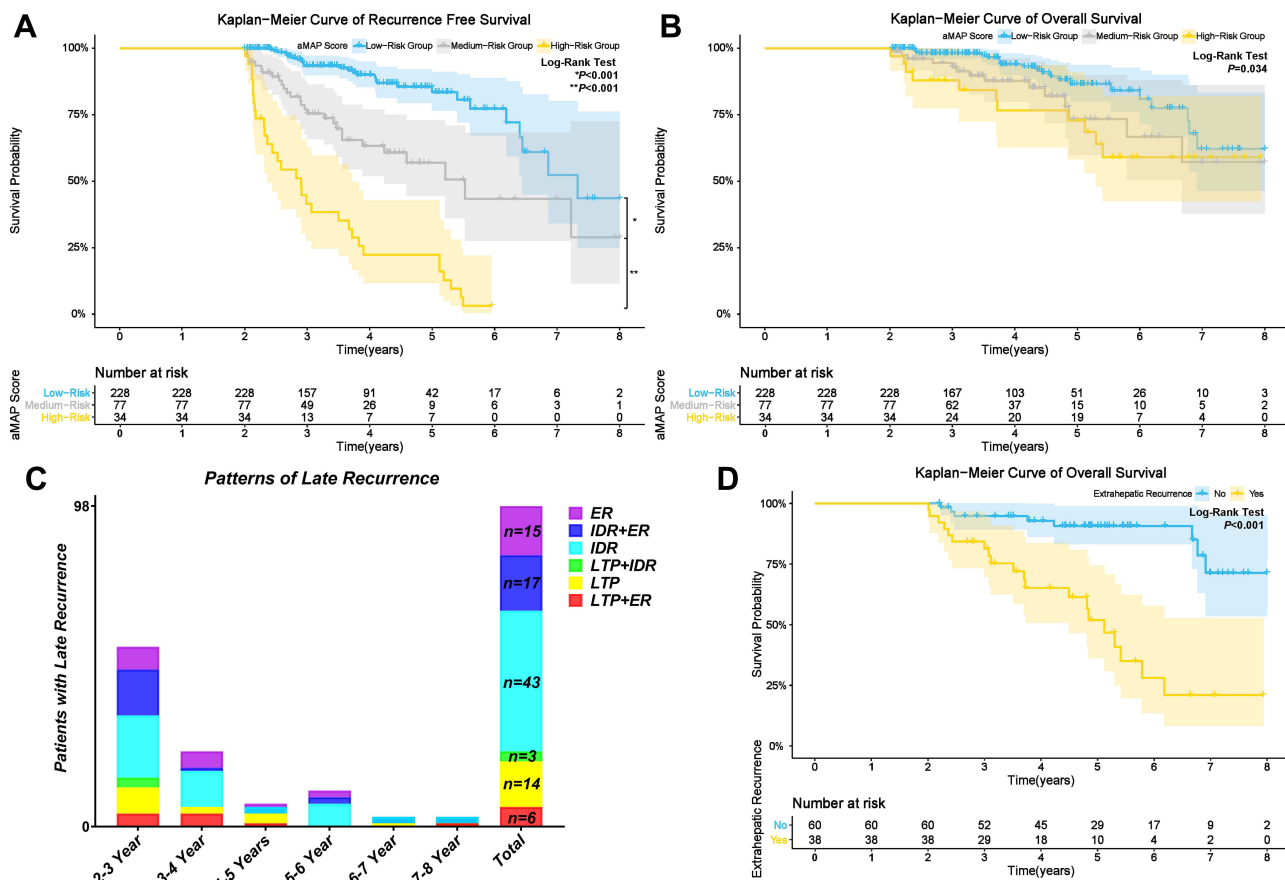 A
Kaplan−Meier Curve of Recurrence Free Survival
aMAP Score Low−Risk Group Medium−Risk Group High−Risk Group
Log-Rank Test
*P<0.001
**P<0.001
100%
75%
50%
25%
0%
Survival Probability
*
**
0 1 2 3 4 5 6 7 8
Time(years)
Number at risk
aMAP Score
Low−Risk 228 228 228 157 91 42 17 6 2
Medium−Risk 77 77 77 49 26 9 6 3 1
High−Risk 34 34 34 13 7 7 0 0 0
0 1 2 3 4 5 6 7 8
Time(years)
B
Kaplan−Meier Curve of Overall Survival
aMAP Score Low−Risk Group Medium−Risk Group High−Risk Group
Log-Rank Test
P=0.034
100%
75%
50%
25%
0%
Survival Probability
0 1 2 3 4 5 6 7 8
Time(years)
Number at risk
aMAP Score
Low−Risk 228 228 228 167 103 51 26 10 3
Medium−Risk 77 77 77 62 37 15 10 5 2
High−Risk 34 34 34 24 20 19 7 4 0
0 1 2 3 4 5 6 7 8
Time(years)
C
Patterns of Late Recurrence
98
0
Patients with Late Recurrence
n=15
n=17
n=43
n=3
n=14
n=6
ER
IDR+ER
IDR
LTP+IDR
LTP
LTP+ER
2-3 Year
3-4 Year
-5 Years
5-6 Year
6-7 Year
7-8 Year
Total
D
Kaplan−Meier Curve of Overall Survival
Extrahepatic Recurrence No Yes
Log-Rank Test
P<0.001
100%
75%
50%
25%
0%
Survival Probability
0 1 2 3 4 5 6 7 8
Time(years)
Number at risk
Extrahepatic Recurrence
No 60 60 60 52 45 29 17 9 2
Yes 38 38 38 29 18 10 4 2 0
0 1 2 3 4 5 6 7 8
Time(years)